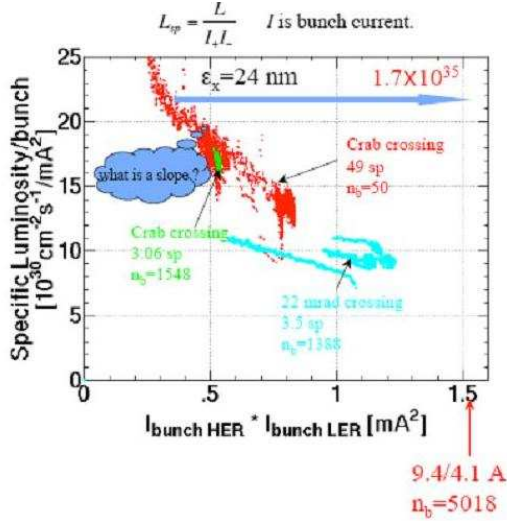 L_sp = L / I_+ I_-    I is bunch current.
ε_x=24 nm
1.7X10^35
what is a slope.?
Crab crossing
49 sp
n_b=50
Crab crossing
3.06 sp
n_b=1548
22 mrad crossing
3.5 sp
n_b=1388
Specific Luminosity/bunch
[10^30 cm^-2 s^-1/mA^2]
25
20
15
10
5
0
0
.5
1
1.5
I_bunch HER * I_bunch LER [mA^2]
9.4/4.1 A
n_b=5018